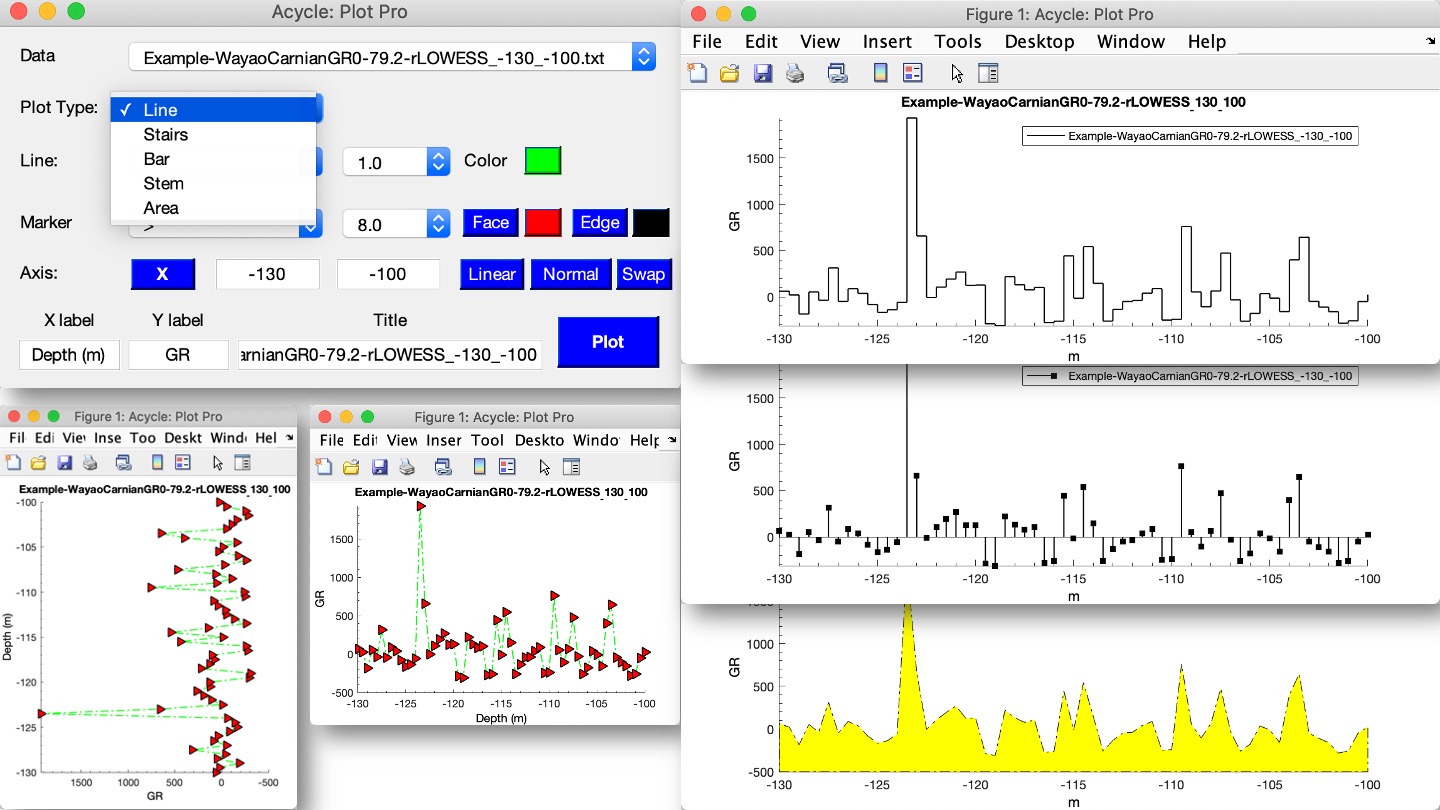 Acycle: Plot Pro
Data
Example-WayaoCarnianGR0-79.2-rLOWESS_-130_-100.txt
Plot Type:
✓ Line
Stairs
Bar
Stem
Area
Line:
1.0
Color
Marker
>
8.0
Face
Edge
Axis:
X
-130
-100
Linear
Normal
Swap
X label
Y label
Title
Depth (m)
GR
arnianGR0-79.2-rLOWESS_-130_-100
Plot
Figure 1: Acycle: Plot Pro
File Edit View Insert Tools Desktop Window Help
Example-WayaoCarnianGR0-79.2-rLOWESS_130_100
Example-WayaoCarnianGR0-79.2-rLOWESS_-130_-100
1500
1000
500
0
GR
-130 -125 -120 -115 -110 -105 -100
m
Example-WayaoCarnianGR0-79.2-rLOWESS_-130_-100
1500
1000
500
0
GR
-130 -125 -120 -115 -110 -105 -100
m
1500
1000
500
0
-500
GR
-130 -125 -120 -115 -110 -105 -100
m
Figure 1: Acycle: Plot Pro
Fil Edi Viev Inse Too Deskt Wind Hel
Example-WayaoCarnianGR0-79.2-rLOWESS_130_100
-100
-105
-110
-115
-120
-125
-130
Depth (m)
1500 1000 500 0 -500
GR
Figure 1: Acycle: Plot Pro
File Edit View Inser Tool Deskto Windo Help
Example-WayaoCarnianGR0-79.2-rLOWESS_130_100
1500
1000
500
0
-500
GR
-130 -125 -120 -115 -110 -105 -100
Depth (m)